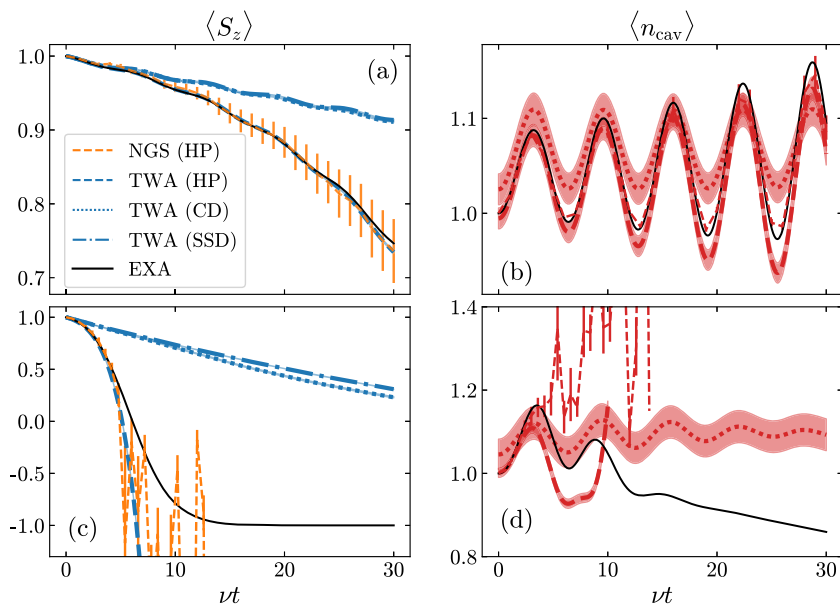 ⟨S_z⟩
⟨n_cav⟩
1.0
0.9
0.8
0.7
(a)
NGS (HP)
TWA (HP)
TWA (CD)
TWA (SSD)
EXA
1.1
1.0
(b)
1.0
0.5
0.0
-0.5
-1.0
(c)
0
10
20
30
νt
1.4
1.2
1.0
0.8
(d)
0
10
20
30
νt